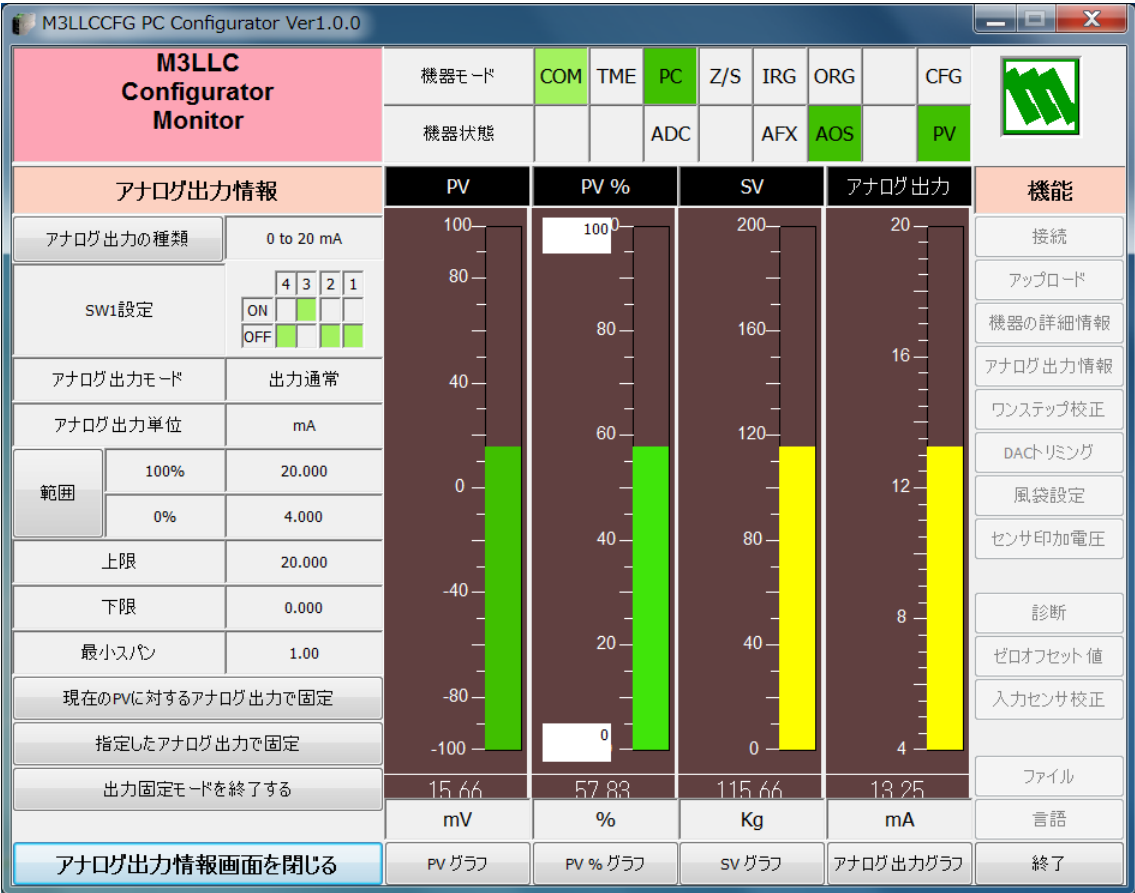 M3LLCCFG PC Configurator Ver1.0.0
M3LLC
Configurator
Monitor
機器モード COM TME PC Z/S IRG ORG CFG
機器状態 ADC AFX AOS PV
アナログ出力情報
アナログ出力の種類 0 to 20 mA
SW1設定
4 3 2 1
ON
OFF
アナログ出力モード 出力通常
アナログ出力単位 mA
範囲
100% 20.000
0% 4.000
上限 20.000
下限 0.000
最小スパン 1.00
現在のPVに対するアナログ出力で固定
指定したアナログ出力で固定
出力固定モードを終了する
アナログ出力情報画面を閉じる
PV
100
80
40
0
-40
-80
-100
15.66
mV
PV グラフ
PV %
100
80
60
40
20
0
57.83
%
PV % グラフ
SV
200
160
120
80
40
0
115.66
Kg
SV グラフ
アナログ出力
20
16
12
8
4
13.25
mA
アナログ出力グラフ
機能
接続
アップロード
機器の詳細情報
アナログ出力情報
ワンステップ校正
DACトリミング
風袋設定
センサ印加電圧
診断
ゼロオフセット値
入力センサ校正
ファイル
言語
終了